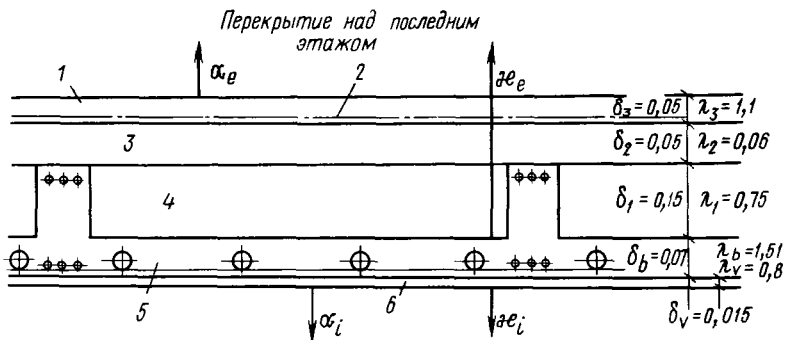 Перекрытие над последним
этажом
1
αe
2
æe
δ3=0,05 λ3=1,1
3
δ2=0,05 λ2=0,06
4
δ1=0,15 λ1=0,75
δb=0,07 λb=1,51
λv=0,8
5
6
αi
æi
δv=0,015